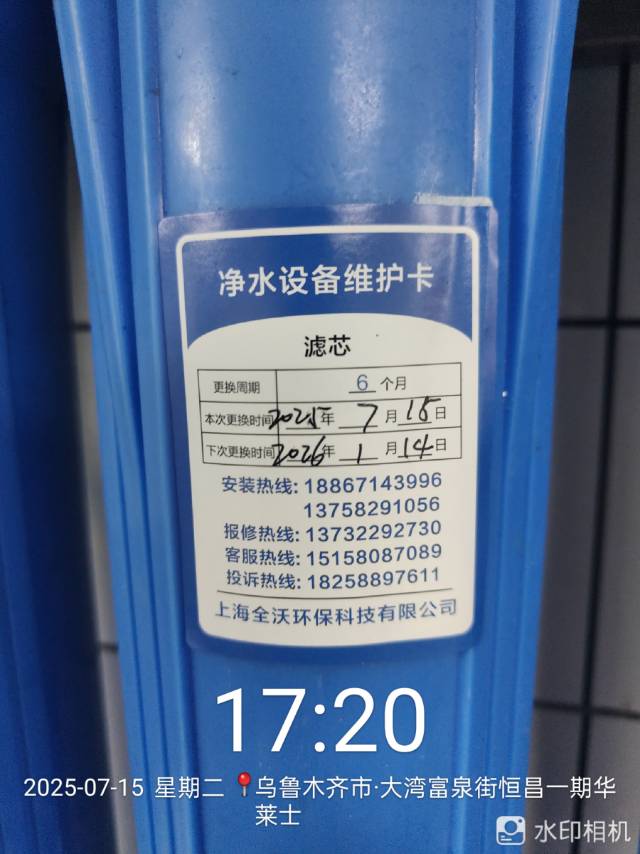 净水设备维护卡
滤芯
更换周期 6 个月
本次更换时间 2025年 7 月 15 日
下次更换时间 2026年 1 月 14 日
安装热线: 18867143996
13758291056
报修热线: 13732292730
客服热线: 15158087089
投诉热线: 18258897611
上海全沃环保科技有限公司
17:20
2025-07-15 星期二 乌鲁木齐市·大湾富泉街恒昌一期华
莱士
水印相机